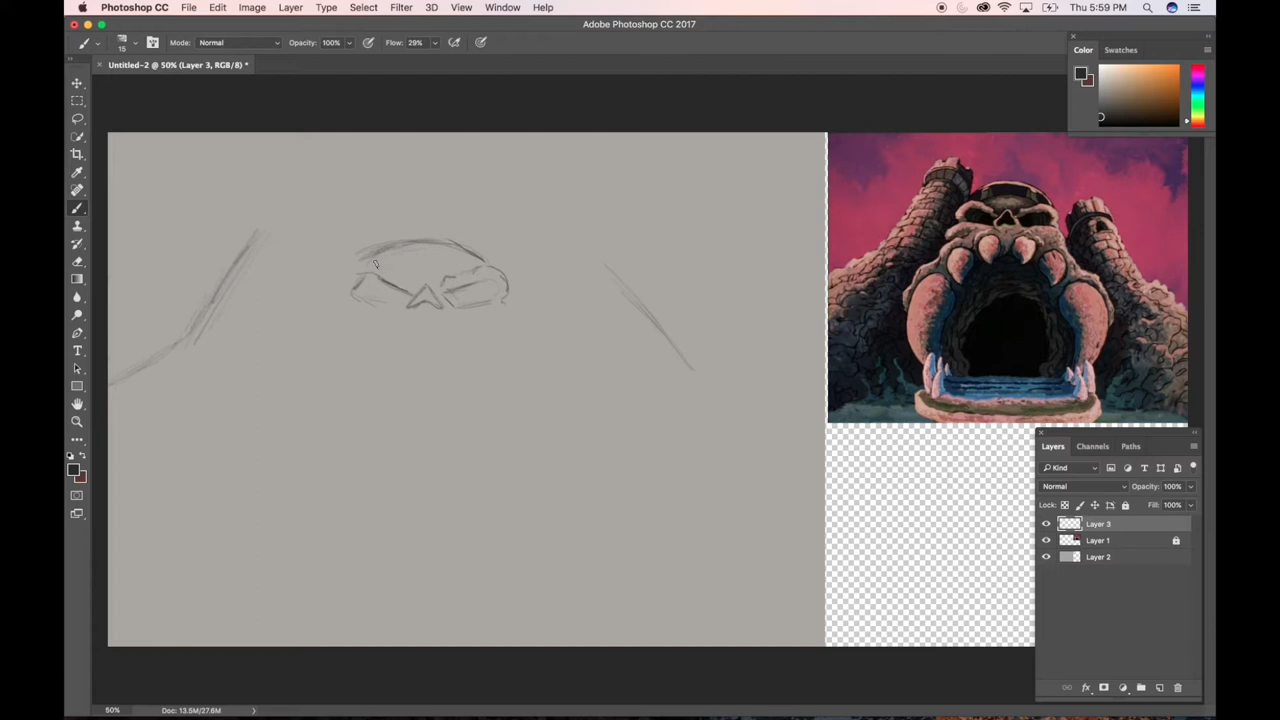 Photoshop CC File Edit Image Layer Type Select Filter 3D View Window Help Thu 5:59 PM
Adobe Photoshop CC 2017
15 Mode: Normal Opacity: 100% Flow: 29%
Untitled-2 @ 50% (Layer 3, RGB/8) *
Color Swatches
Layers Channels Paths
Kind
Normal Opacity: 100%
Lock: Fill: 100%
Layer 3
Layer 1
Layer 2
fx
50% Doc: 13.5M/27.6M